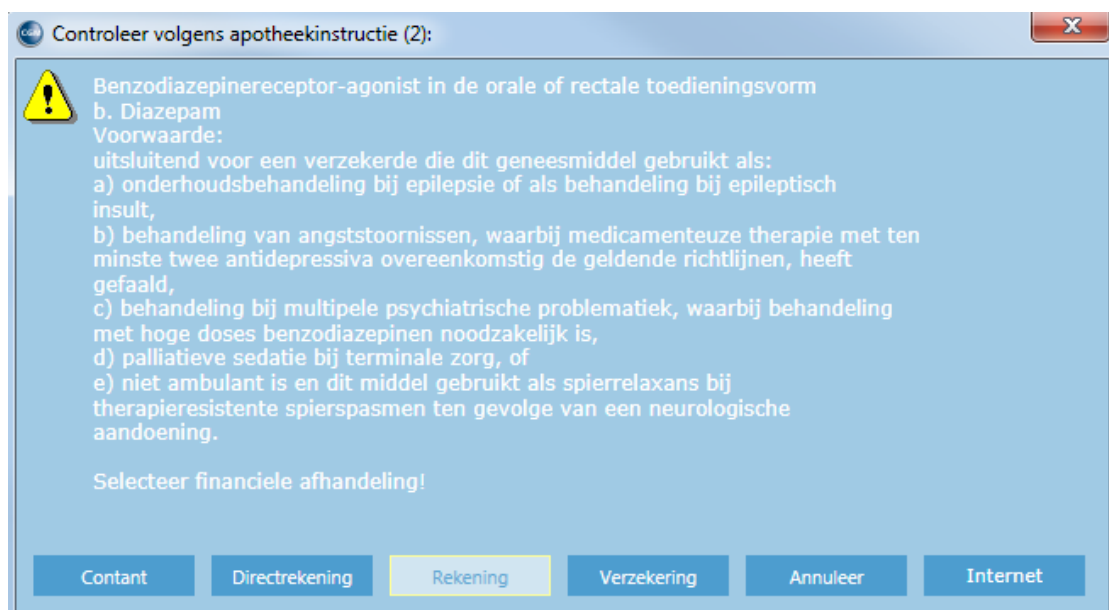 Controleer volgens apotheekinstructie (2):
Benzodiazepinereceptor-agonist in de orale of rectale toedieningsvorm
b. Diazepam
Voorwaarde:
uitsluitend voor een verzekerde die dit geneesmiddel gebruikt als:
a) onderhoudsbehandeling bij epilepsie of als behandeling bij epileptisch
insult,
b) behandeling van angststoornissen, waarbij medicamenteuze therapie met ten
minste twee antidepressiva overeenkomstig de geldende richtlijnen, heeft
gefaald,
c) behandeling bij multipele psychiatrische problematiek, waarbij behandeling
met hoge doses benzodiazepinen noodzakelijk is,
d) palliatieve sedatie bij terminale zorg, of
e) niet ambulant is en dit middel gebruikt als spierrelaxans bij
therapieresistente spierspasmen ten gevolge van een neurologische
aandoening.
Selecteer financiele afhandeling!
Contant Directrekening Rekening Verzekering Annuleer Internet